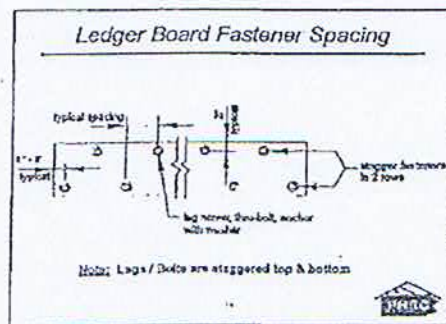 Ledger Board Fastener Spacing
typical spacing
typical
typical
stagger fasteners
in 2 rows
lag screw, thru-bolt, anchor
with washer
Note: Lags / Bolts are staggered top & bottom